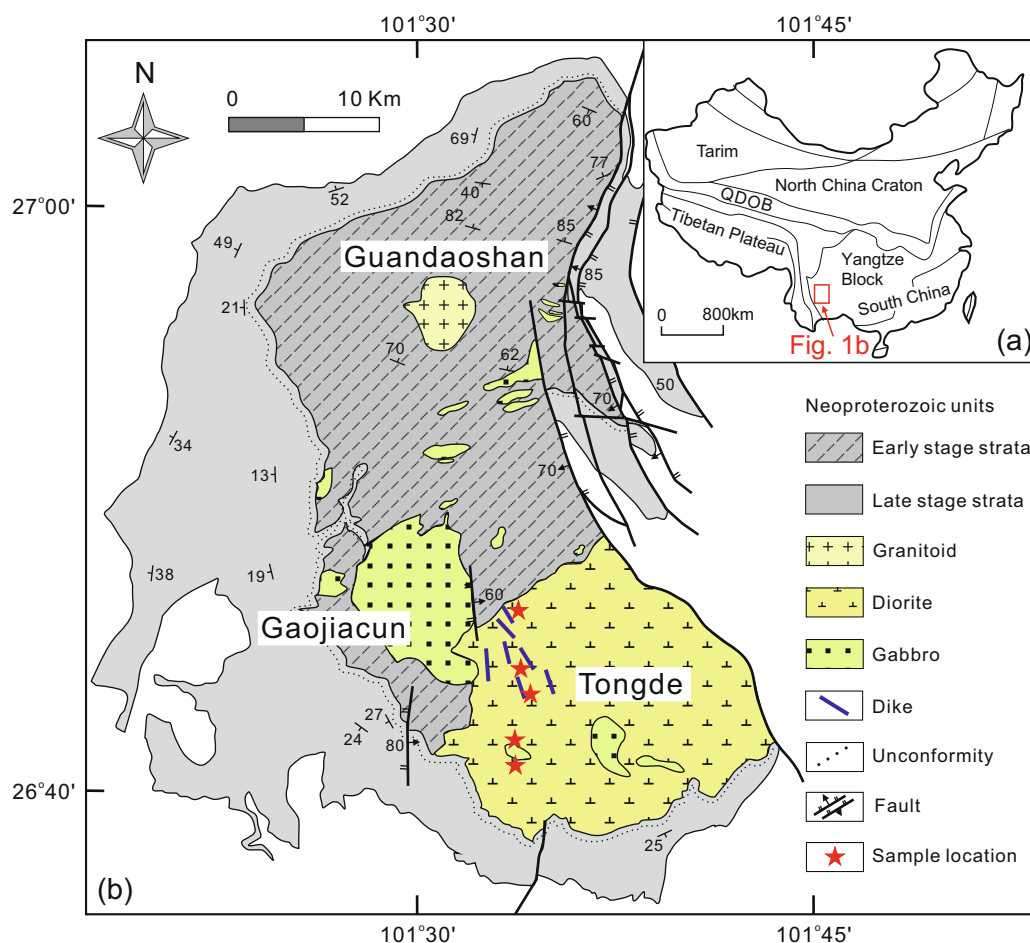 101°30'
101°45'
N
0
10 Km
27°00'
26°40'
60
77
69
40
82
52
49
21
85
85
Guandaoshan
70
62
70
50
34
13
70
38
19
60
Gaojiacun
Tongde
27
24
80
25
(b)
101°30'
101°45'
Tarim
North China Craton
QDOB
Tibetan Plateau
Yangtze
Block
South China
0
800km
Fig. 1b
(a)
Neoproterozoic units
Early stage strata
Late stage strata
Granitoid
Diorite
Gabbro
Dike
Unconformity
Fault
Sample location